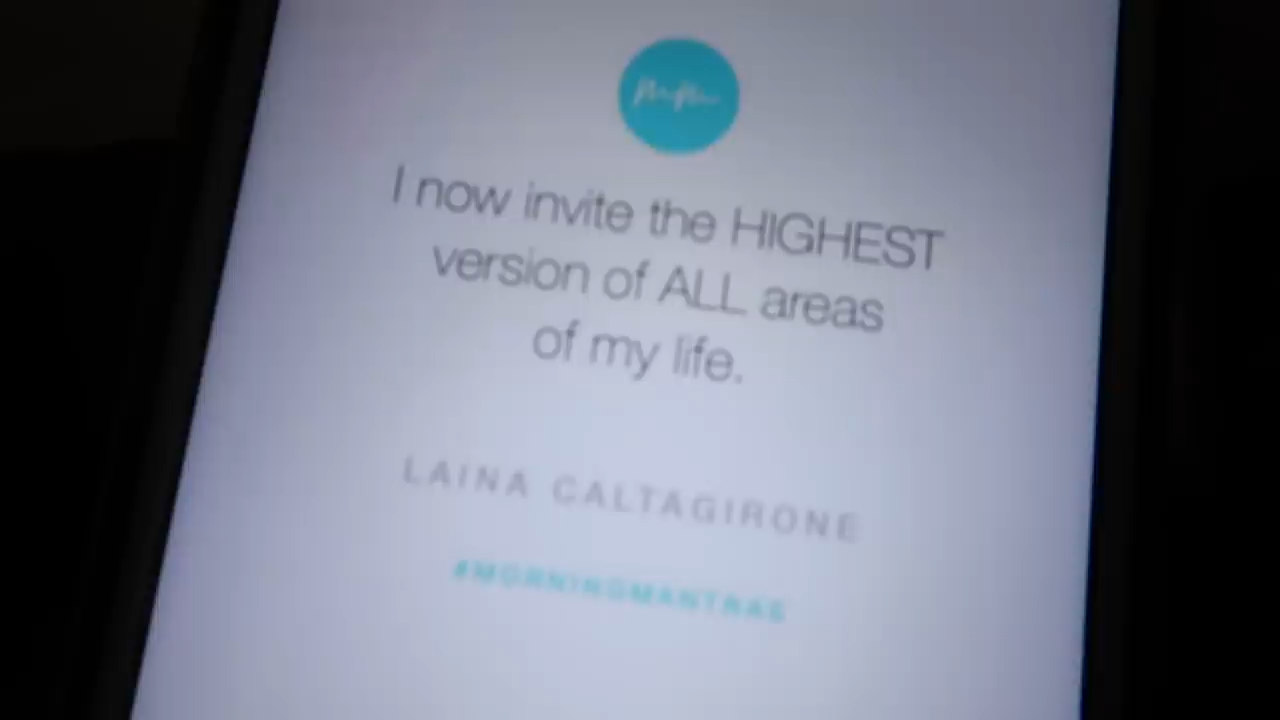 I now invite the HIGHEST
version of ALL areas
of my life.
LAINA CALTAGIRONE
#MORNINGMANTRAS